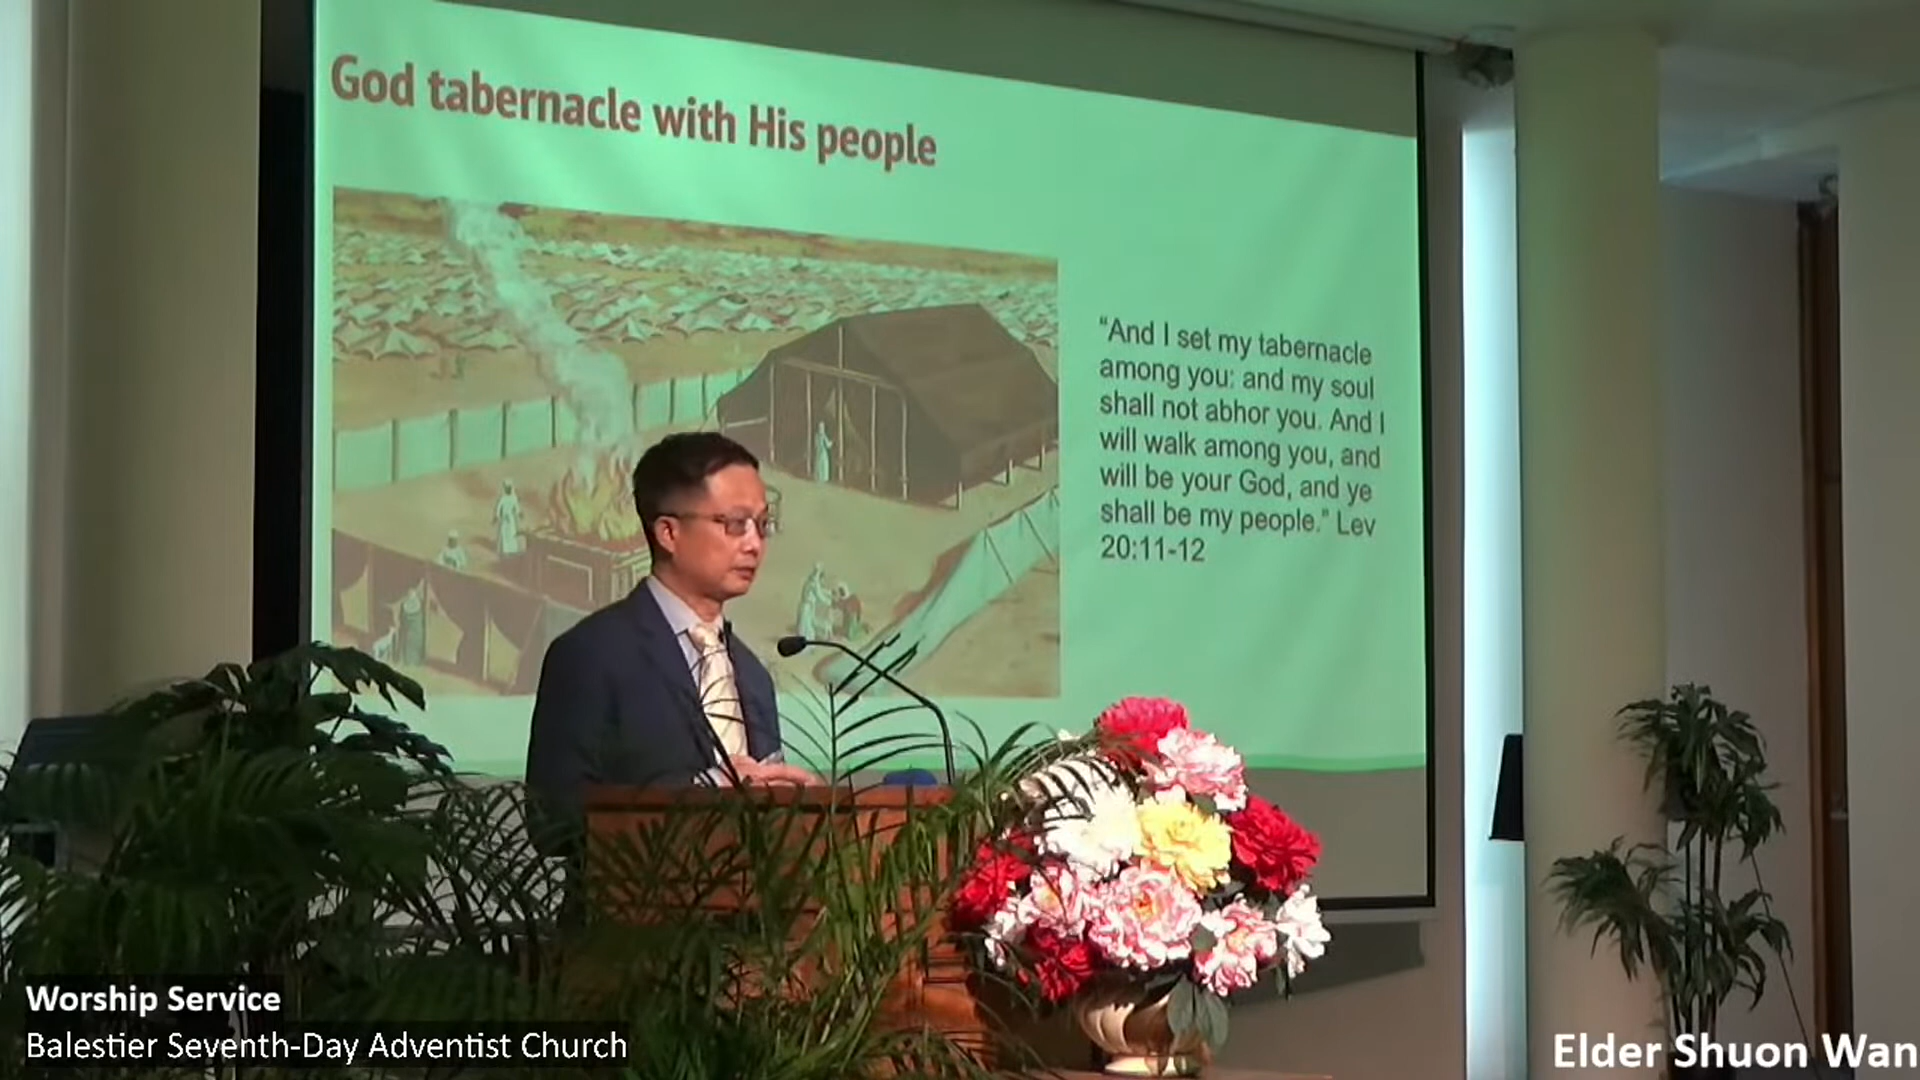 God tabernacle with His people
“And I set my tabernacle
among you: and my soul
shall not abhor you. And I
will walk among you, and
will be your God, and ye
shall be my people.” Lev
20:11-12
Worship Service
Balestier Seventh-Day Adventist Church
Elder Shuon Wan